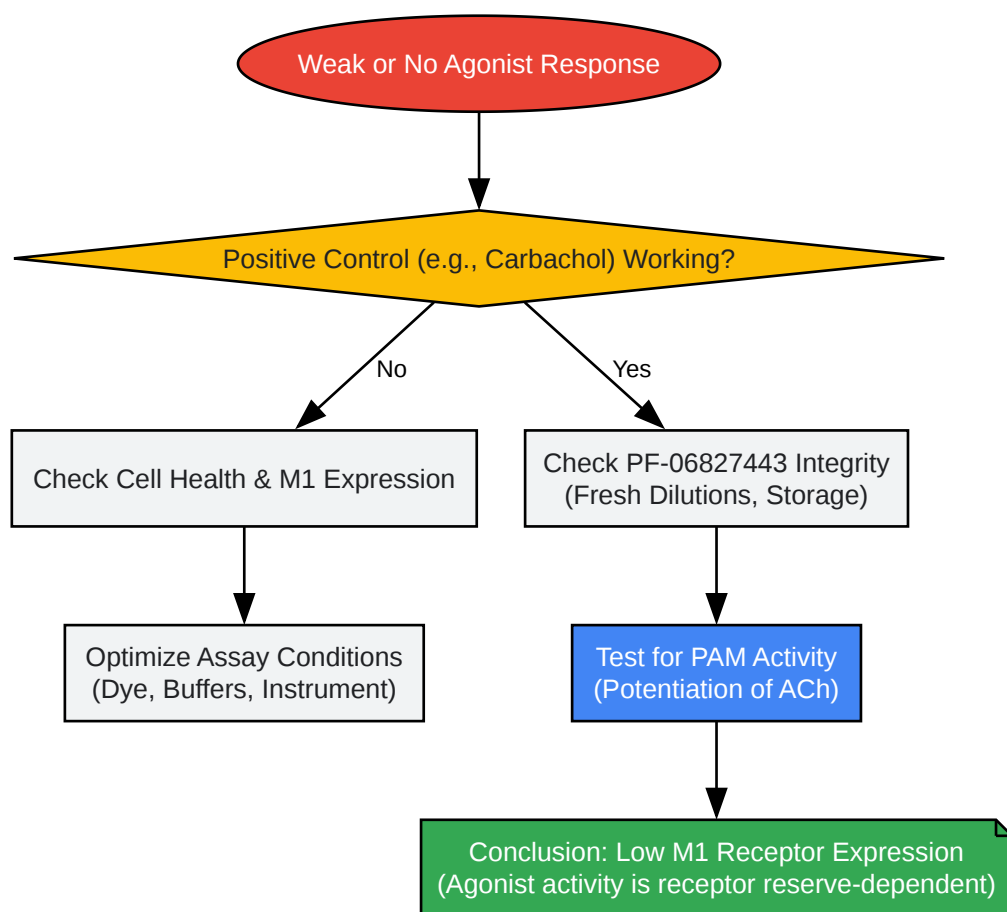 Weak or No Agonist Response
Positive Control (e.g., Carbachol) Working?
No
Yes
Check Cell Health & M1 Expression
Check PF-06827443 Integrity
(Fresh Dilutions, Storage)
Optimize Assay Conditions
(Dye, Buffers, Instrument)
Test for PAM Activity
(Potentiation of ACh)
Conclusion: Low M1 Receptor Expression
(Agonist activity is receptor reserve-dependent)